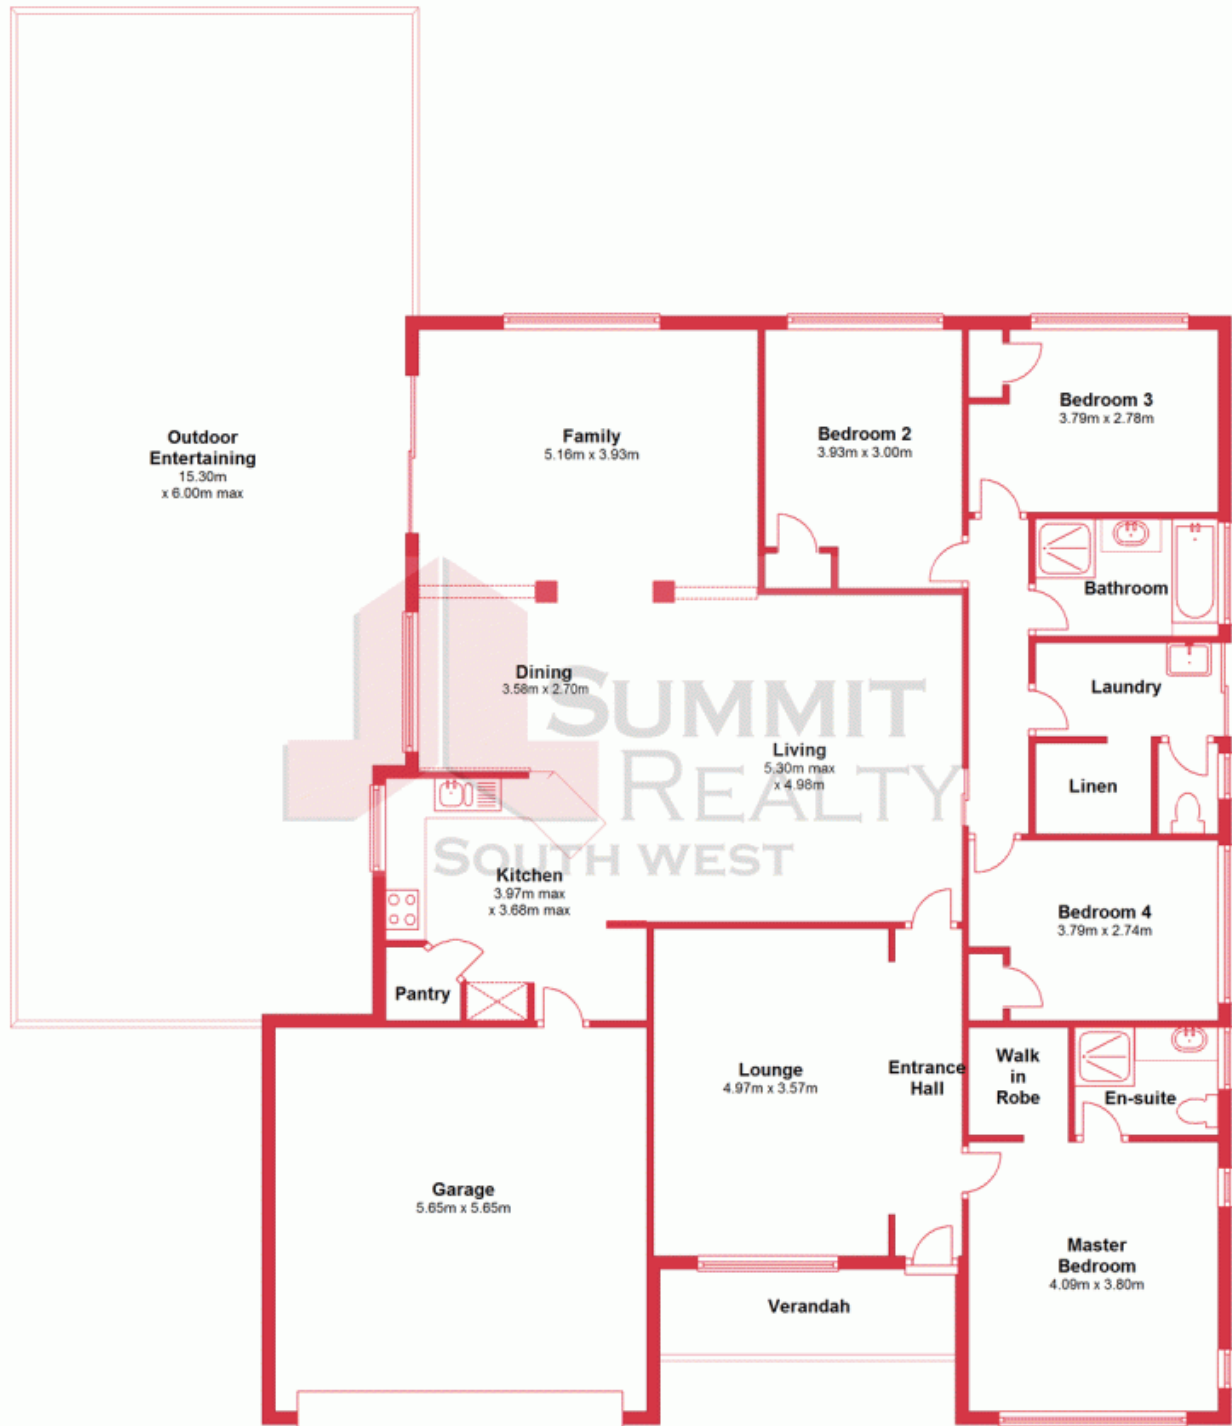 Outdoor
Entertaining
15.30m
x 6.00m max
Family
5.16m x 3.93m
Bedroom 2
3.93m x 3.00m
Bedroom 3
3.79m x 2.78m
Bathroom
Dining
3.58m x 2.70m
Laundry
Living
5.30m max
x 4.98m
Linen
SUMMIT
REALTY
SOUTH WEST
Kitchen
3.97m max
x 3.68m max
Bedroom 4
3.79m x 2.74m
Pantry
Lounge
4.97m x 3.57m
Entrance
Hall
Walk
in
Robe
En-suite
Garage
5.65m x 5.65m
Master
Bedroom
4.09m x 3.80m
Verandah